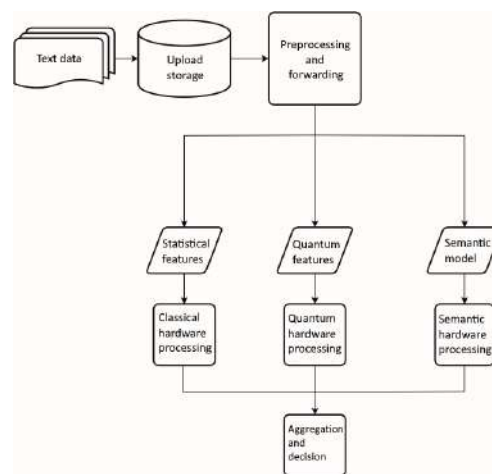 Text data
Upload
storage
Preprocessing
and
forwarding
Statistical
features
Quantum
features
Semantic
model
Classical
hardware
processing
Quantum
hardware
processing
Semantic
hardware
processing
Aggregation
and
decision